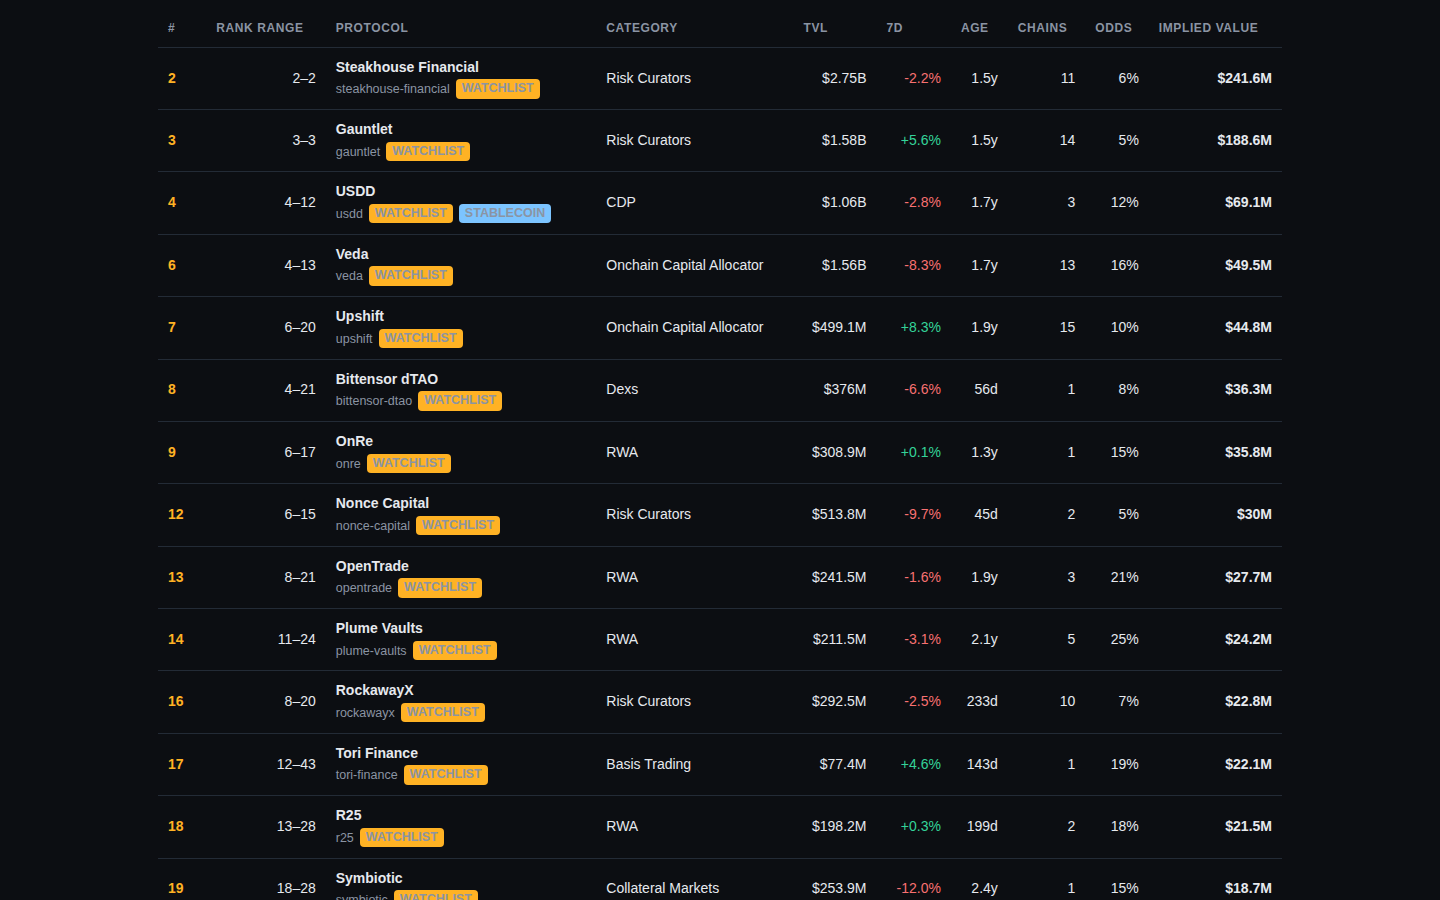 # RANK RANGE PROTOCOL CATEGORY TVL 7D AGE CHAINS ODDS IMPLIED VALUE
2 2–2 Steakhouse Financial Risk Curators $2.75B -2.2% 1.5y 11 6% $241.6M
steakhouse-financial WATCHLIST
3 3–3 Gauntlet Risk Curators $1.58B +5.6% 1.5y 14 5% $188.6M
gauntlet WATCHLIST
4 4–12 USDD CDP $1.06B -2.8% 1.7y 3 12% $69.1M
usdd WATCHLIST STABLECOIN
6 4–13 Veda Onchain Capital Allocator $1.56B -8.3% 1.7y 13 16% $49.5M
veda WATCHLIST
7 6–20 Upshift Onchain Capital Allocator $499.1M +8.3% 1.9y 15 10% $44.8M
upshift WATCHLIST
8 4–21 Bittensor dTAO Dexs $376M -6.6% 56d 1 8% $36.3M
bittensor-dtao WATCHLIST
9 6–17 OnRe RWA $308.9M +0.1% 1.3y 1 15% $35.8M
onre WATCHLIST
12 6–15 Nonce Capital Risk Curators $513.8M -9.7% 45d 2 5% $30M
nonce-capital WATCHLIST
13 8–21 OpenTrade RWA $241.5M -1.6% 1.9y 3 21% $27.7M
opentrade WATCHLIST
14 11–24 Plume Vaults RWA $211.5M -3.1% 2.1y 5 25% $24.2M
plume-vaults WATCHLIST
16 8–20 RockawayX Risk Curators $292.5M -2.5% 233d 10 7% $22.8M
rockawayx WATCHLIST
17 12–43 Tori Finance Basis Trading $77.4M +4.6% 143d 1 19% $22.1M
tori-finance WATCHLIST
18 13–28 R25 RWA $198.2M +0.3% 199d 2 18% $21.5M
r25 WATCHLIST
19 18–28 Symbiotic Collateral Markets $253.9M -12.0% 2.4y 1 15% $18.7M
symbiotic WATCHLIST